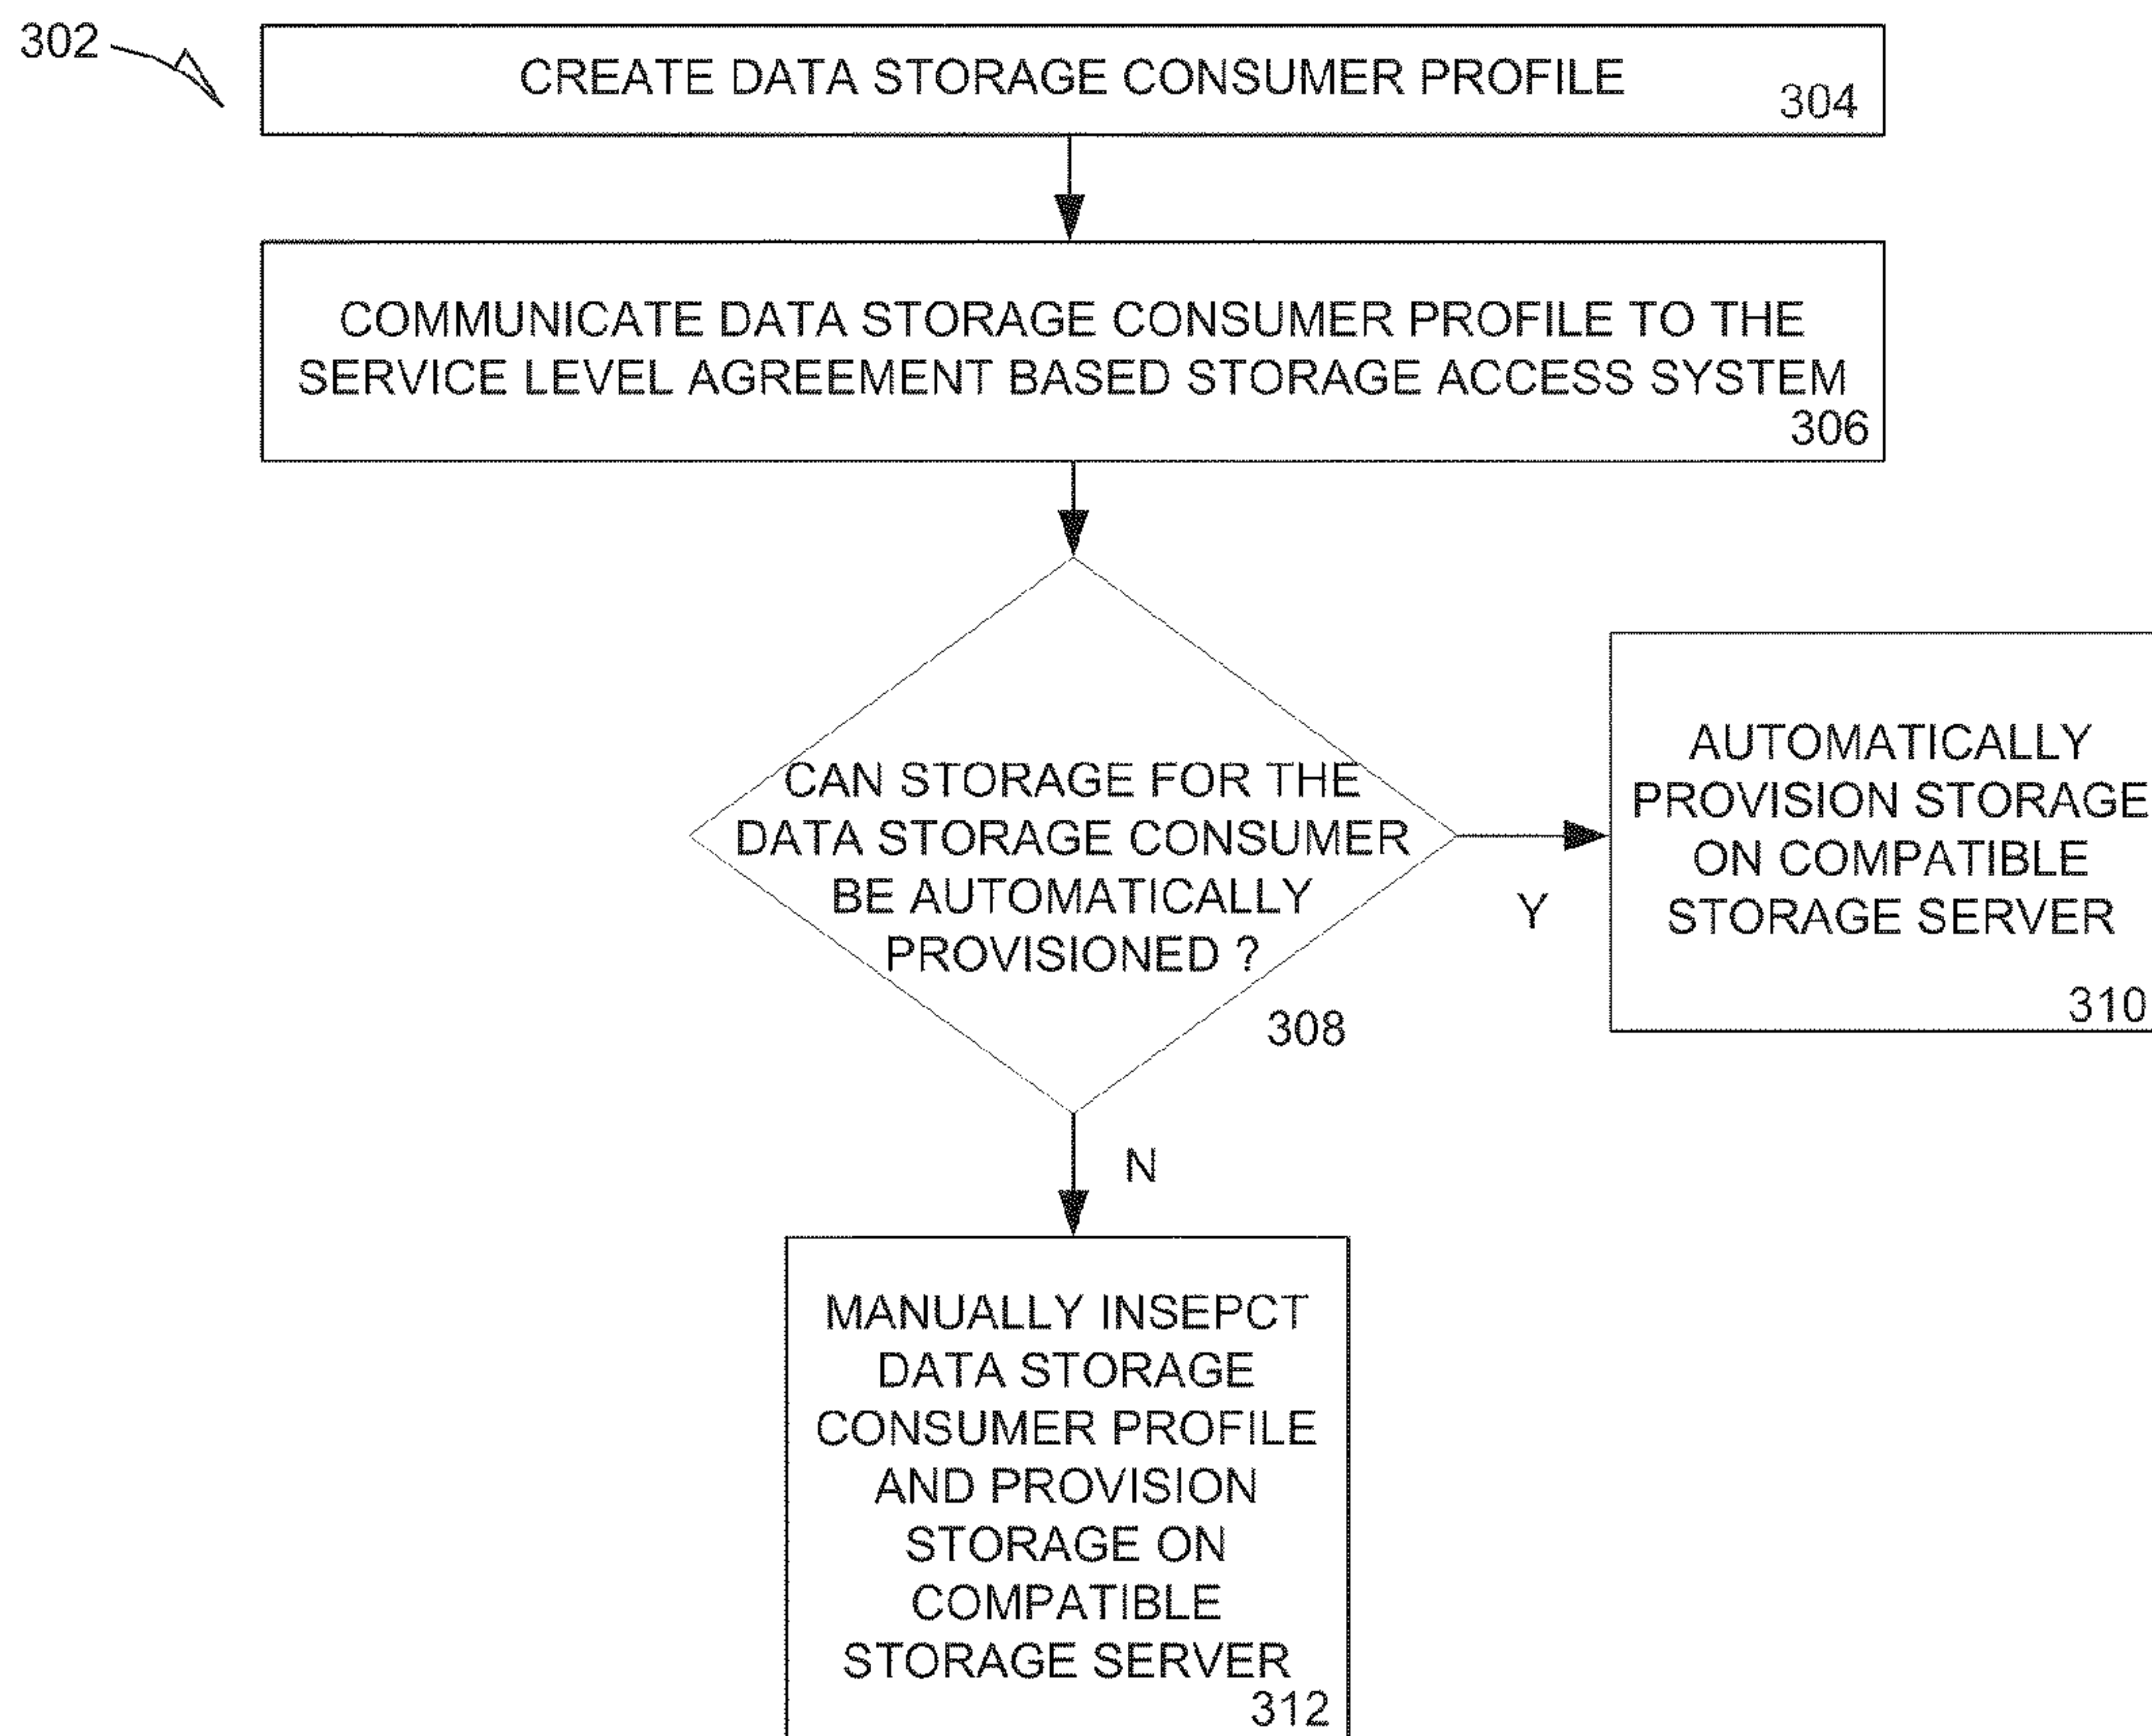 302
CREATE DATA STORAGE CONSUMER PROFILE
304
COMMUNICATE DATA STORAGE CONSUMER PROFILE TO THE
SERVICE LEVEL AGREEMENT BASED STORAGE ACCESS SYSTEM
306
CAN STORAGE FOR THE
DATA STORAGE CONSUMER
BE AUTOMATICALLY
PROVISIONED ?
308
Y
AUTOMATICALLY
PROVISION STORAGE
ON COMPATIBLE
STORAGE SERVER
310
N
MANUALLY INSEPCT
DATA STORAGE
CONSUMER PROFILE
AND PROVISION
STORAGE ON
COMPATIBLE
STORAGE SERVER
312